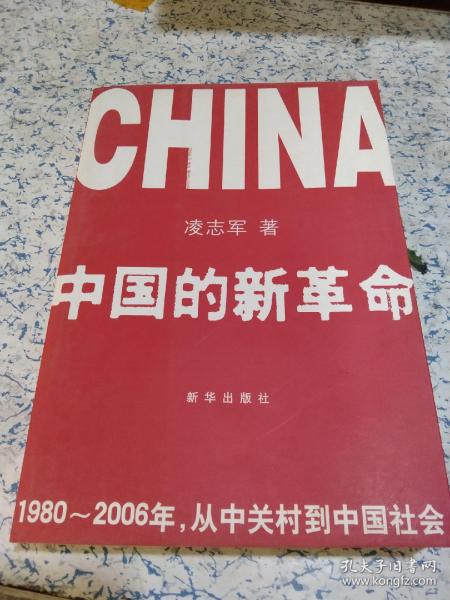 CHINA
凌志军 著
中国的新革命
新华出版社
1980～2006年,从中关村到中国社会
孔夫子旧书网
www.kongfz.com